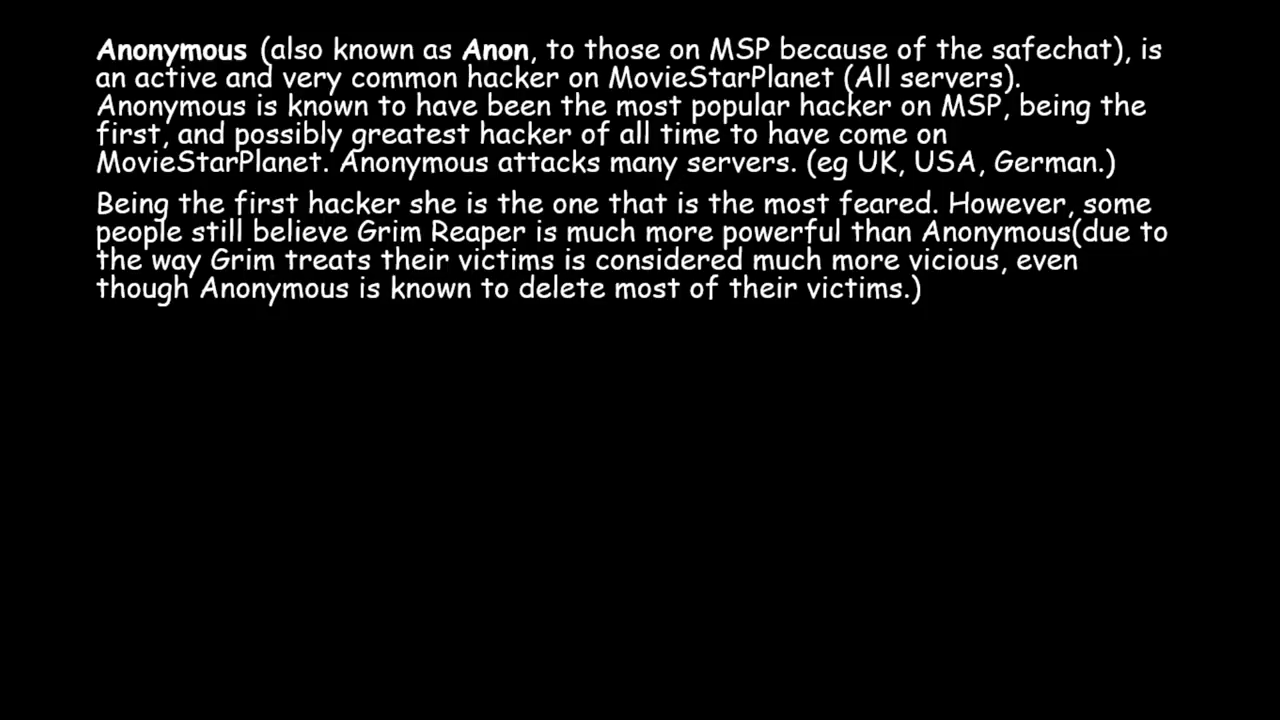 Anonymous (also known as Anon, to those on MSP because of the safechat), is
an active and very common hacker on MovieStarPlanet (All servers).
Anonymous is known to have been the most popular hacker on MSP, being the
first, and possibly greatest hacker of all time to have come on
MovieStarPlanet. Anonymous attacks many servers. (eg UK, USA, German.)
Being the first hacker she is the one that is the most feared. However, some
people still believe Grim Reaper is much more powerful than Anonymous(due to
the way Grim treats their victims is considered much more vicious, even
though Anonymous is known to delete most of their victims.)